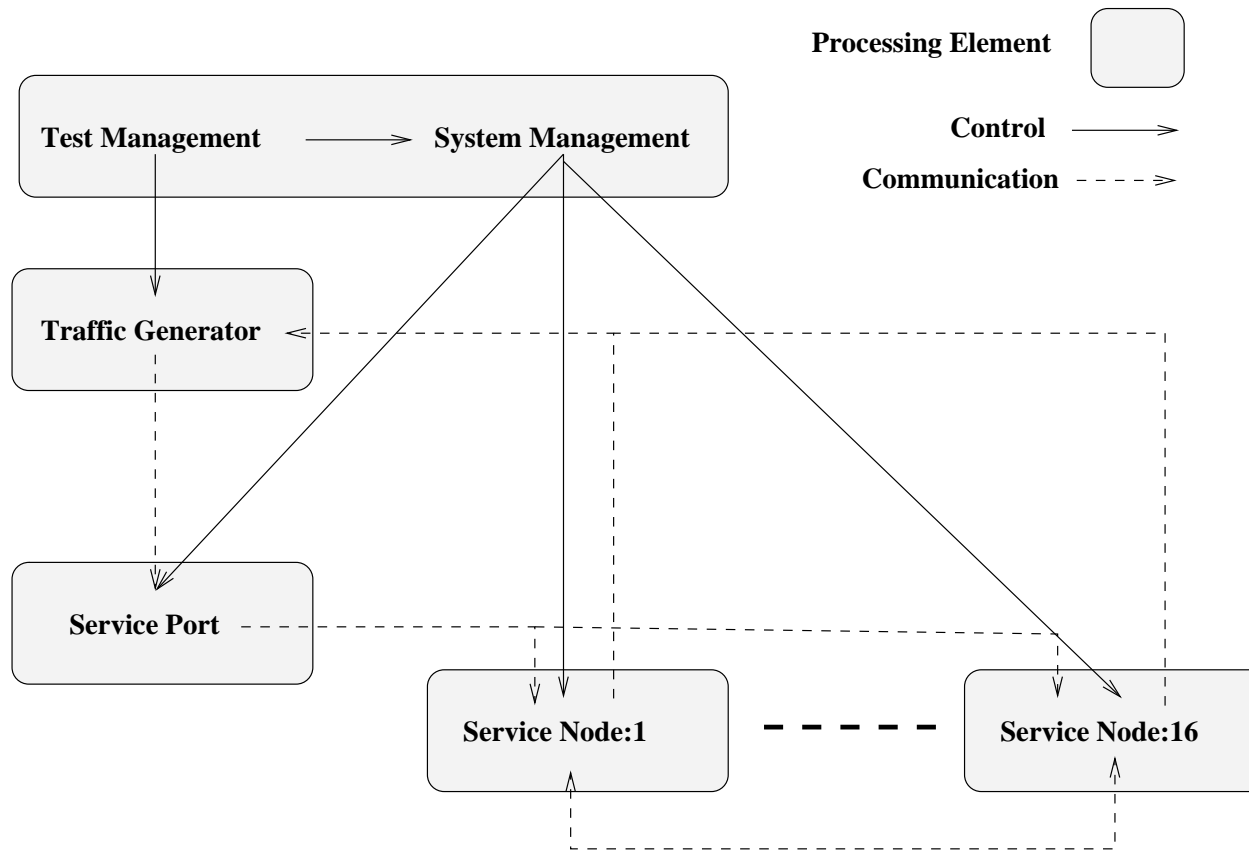 Processing Element
Test Management
System Management
Control
Communication
Traffic Generator
Service Port
Service Node:1
Service Node:16